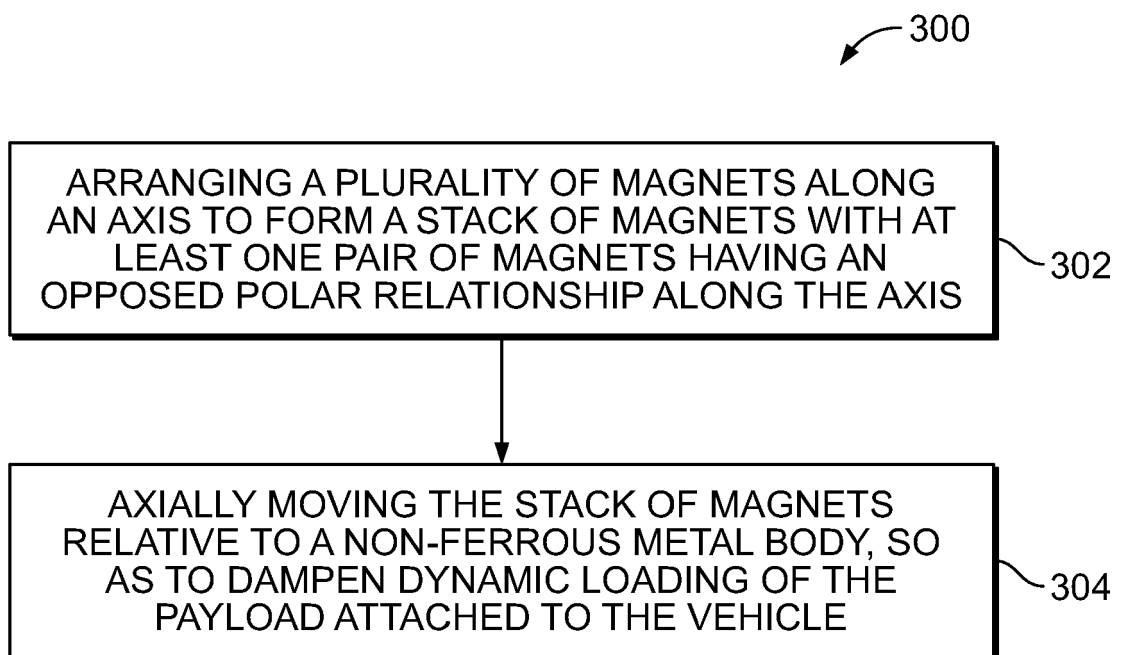 300
ARRANGING A PLURALITY OF MAGNETS ALONG
AN AXIS TO FORM A STACK OF MAGNETS WITH AT
LEAST ONE PAIR OF MAGNETS HAVING AN
OPPOSED POLAR RELATIONSHIP ALONG THE AXIS
302
AXIALLY MOVING THE STACK OF MAGNETS
RELATIVE TO A NON-FERROUS METAL BODY, SO
AS TO DAMPEN DYNAMIC LOADING OF THE
PAYLOAD ATTACHED TO THE VEHICLE
304